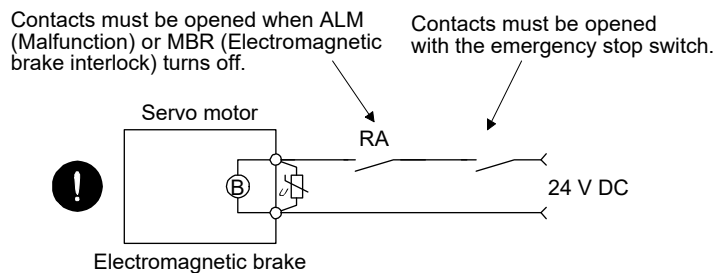 Contacts must be opened when ALM
(Malfunction) or MBR (Electromagnetic
brake interlock) turns off.
Contacts must be opened
with the emergency stop switch.
Servo motor
RA
B
U
24 V DC
Electromagnetic brake